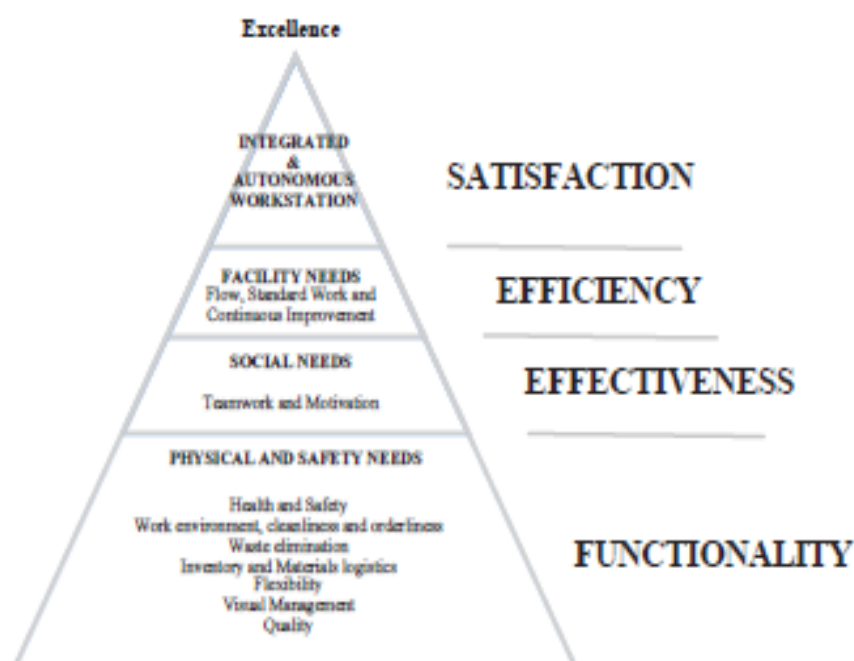 Excellence
INTEGRATED
&
AUTONOMOUS
WORKSTATION
SATISFACTION
FACILITY NEEDS
Flow, Standard Work and
Continuous Improvement
EFFICIENCY
SOCIAL NEEDS
Teamwork and Motivation
EFFECTIVENESS
PHYSICAL AND SAFETY NEEDS
Health and Safety
Work environment, cleanliness and orderliness
Waste elimination
Inventory and Materials logistics
Flexibility
Visual Management
Quality
FUNCTIONALITY